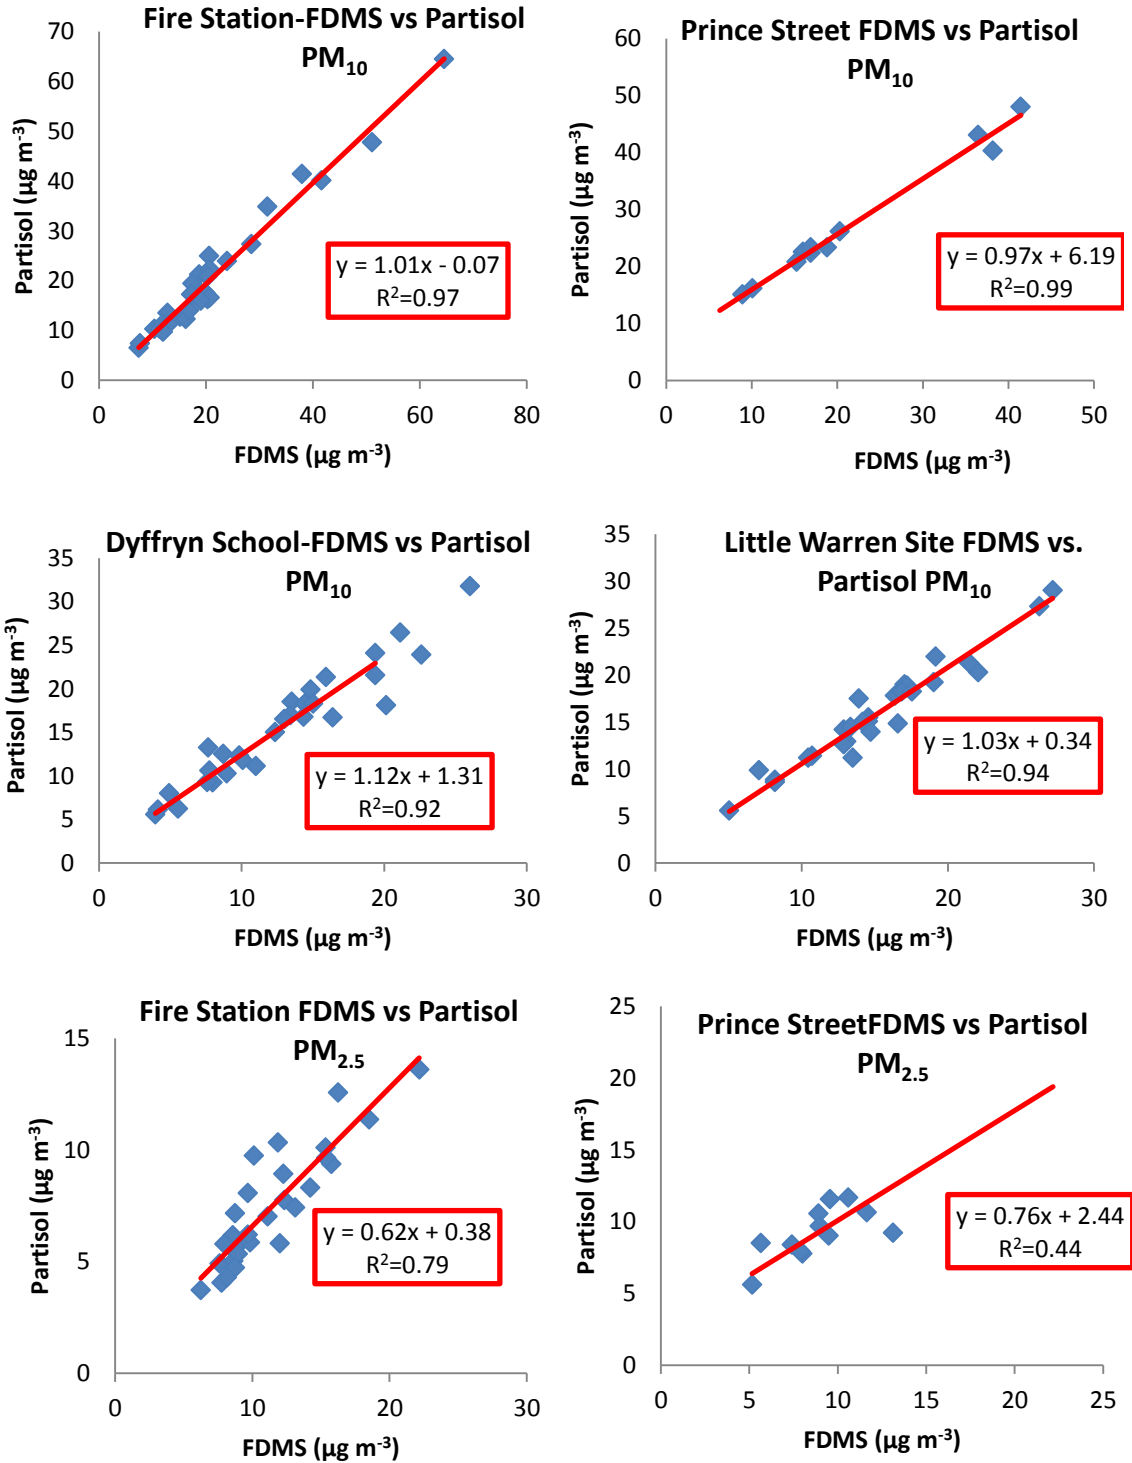 Fire Station-FDMS vs Partisol
PM10
70
60
50
40
30
20
10
0
Partisol (µg m-3)
y = 1.01x - 0.07
R2=0.97
0 20 40 60 80
FDMS (µg m-3)
Prince Street FDMS vs Partisol
PM10
60
50
40
30
20
10
0
Partisol (µg m-3)
y = 0.97x + 6.19
R2=0.99
0 10 20 30 40 50
FDMS (µg m-3)
Dyffryn School-FDMS vs Partisol
PM10
35
30
25
20
15
10
5
0
Partisol (µg m-3)
y = 1.12x + 1.31
R2=0.92
0 10 20 30
FDMS (µg m-3)
Little Warren Site FDMS vs.
Partisol PM10
35
30
25
20
15
10
5
0
Partisol (µg m-3)
y = 1.03x + 0.34
R2=0.94
0 10 20 30
FDMS (µg m-3)
Fire Station FDMS vs Partisol
PM2.5
15
10
5
0
Partisol (µg m-3)
y = 0.62x + 0.38
R2=0.79
0 10 20 30
FDMS (µg m-3)
Prince StreetFDMS vs Partisol
PM2.5
25
20
15
10
5
0
Partisol (µg m-3)
y = 0.76x + 2.44
R2=0.44
0 5 10 15 20 25
FDMS (µg m-3)